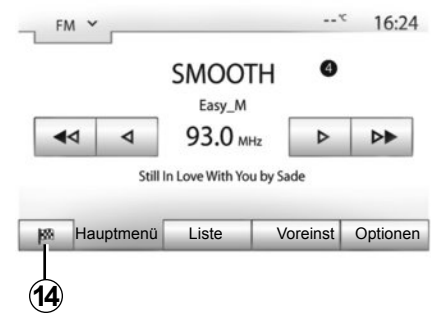 FM --°C 16:24
SMOOTH 4
Easy_M
93.0 MHz
Still In Love With You by Sade
Hauptmenü Liste Voreinst Optionen
14